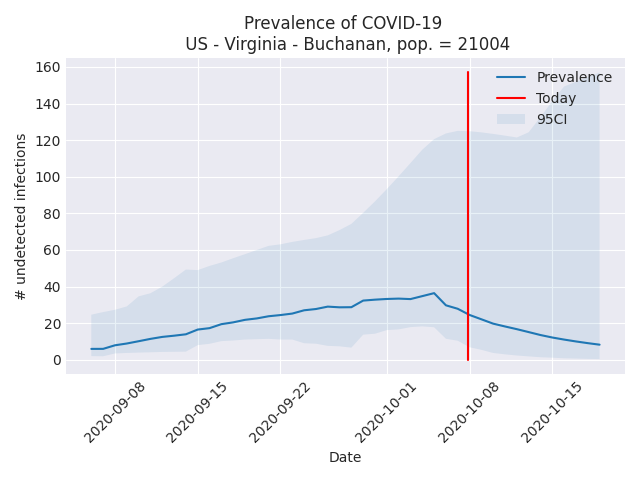 Prevalence of COVID-19
US - Virginia - Buchanan, pop. = 21004
160
140
120
100
80
60
40
20
0
# undetected infections
Prevalence
Today
95CI
2020-09-08
2020-09-15
2020-09-22
2020-10-01
2020-10-08
2020-10-15
Date